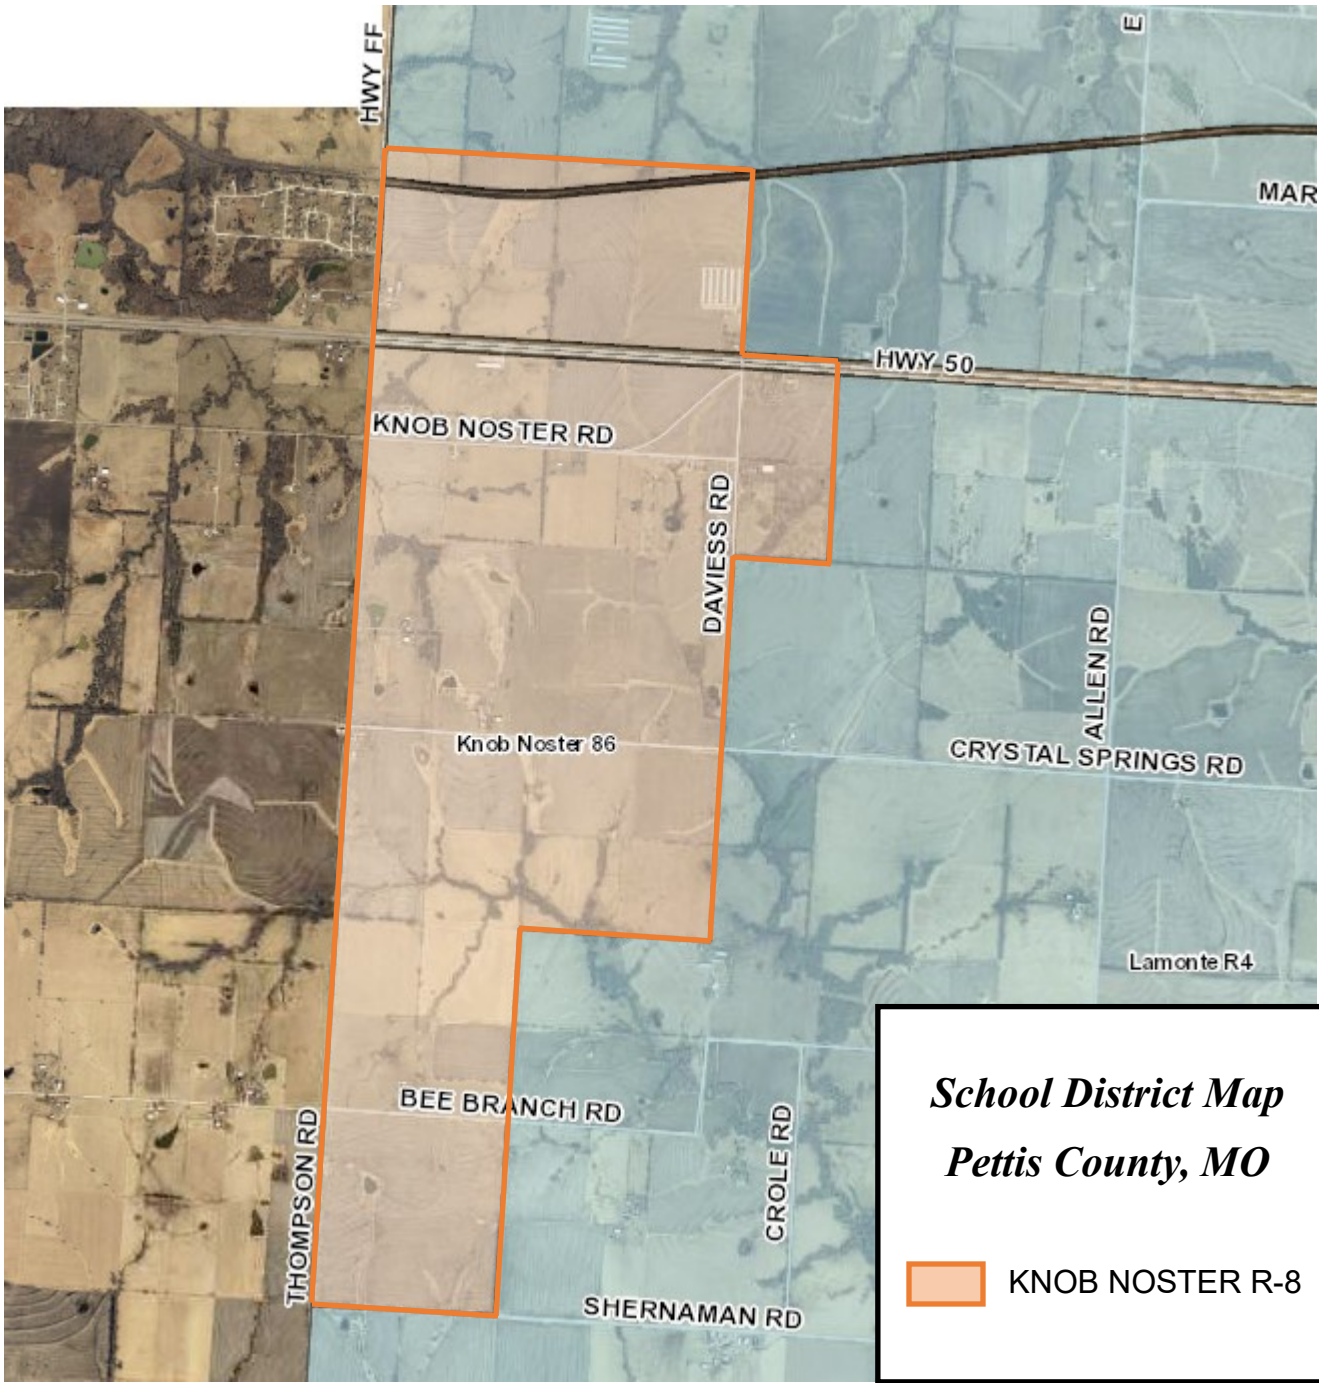 HWY FF
E
MAR
HWY 50
KNOB NOSTER RD
DAVIESS RD
ALLEN RD
Knob Noster 86
CRYSTAL SPRINGS RD
Lamonte R4
School District Map
Pettis County, MO
KNOB NOSTER R-8
BEE BRANCH RD
THOMPSON RD
CROLE RD
SHERNAMAN RD